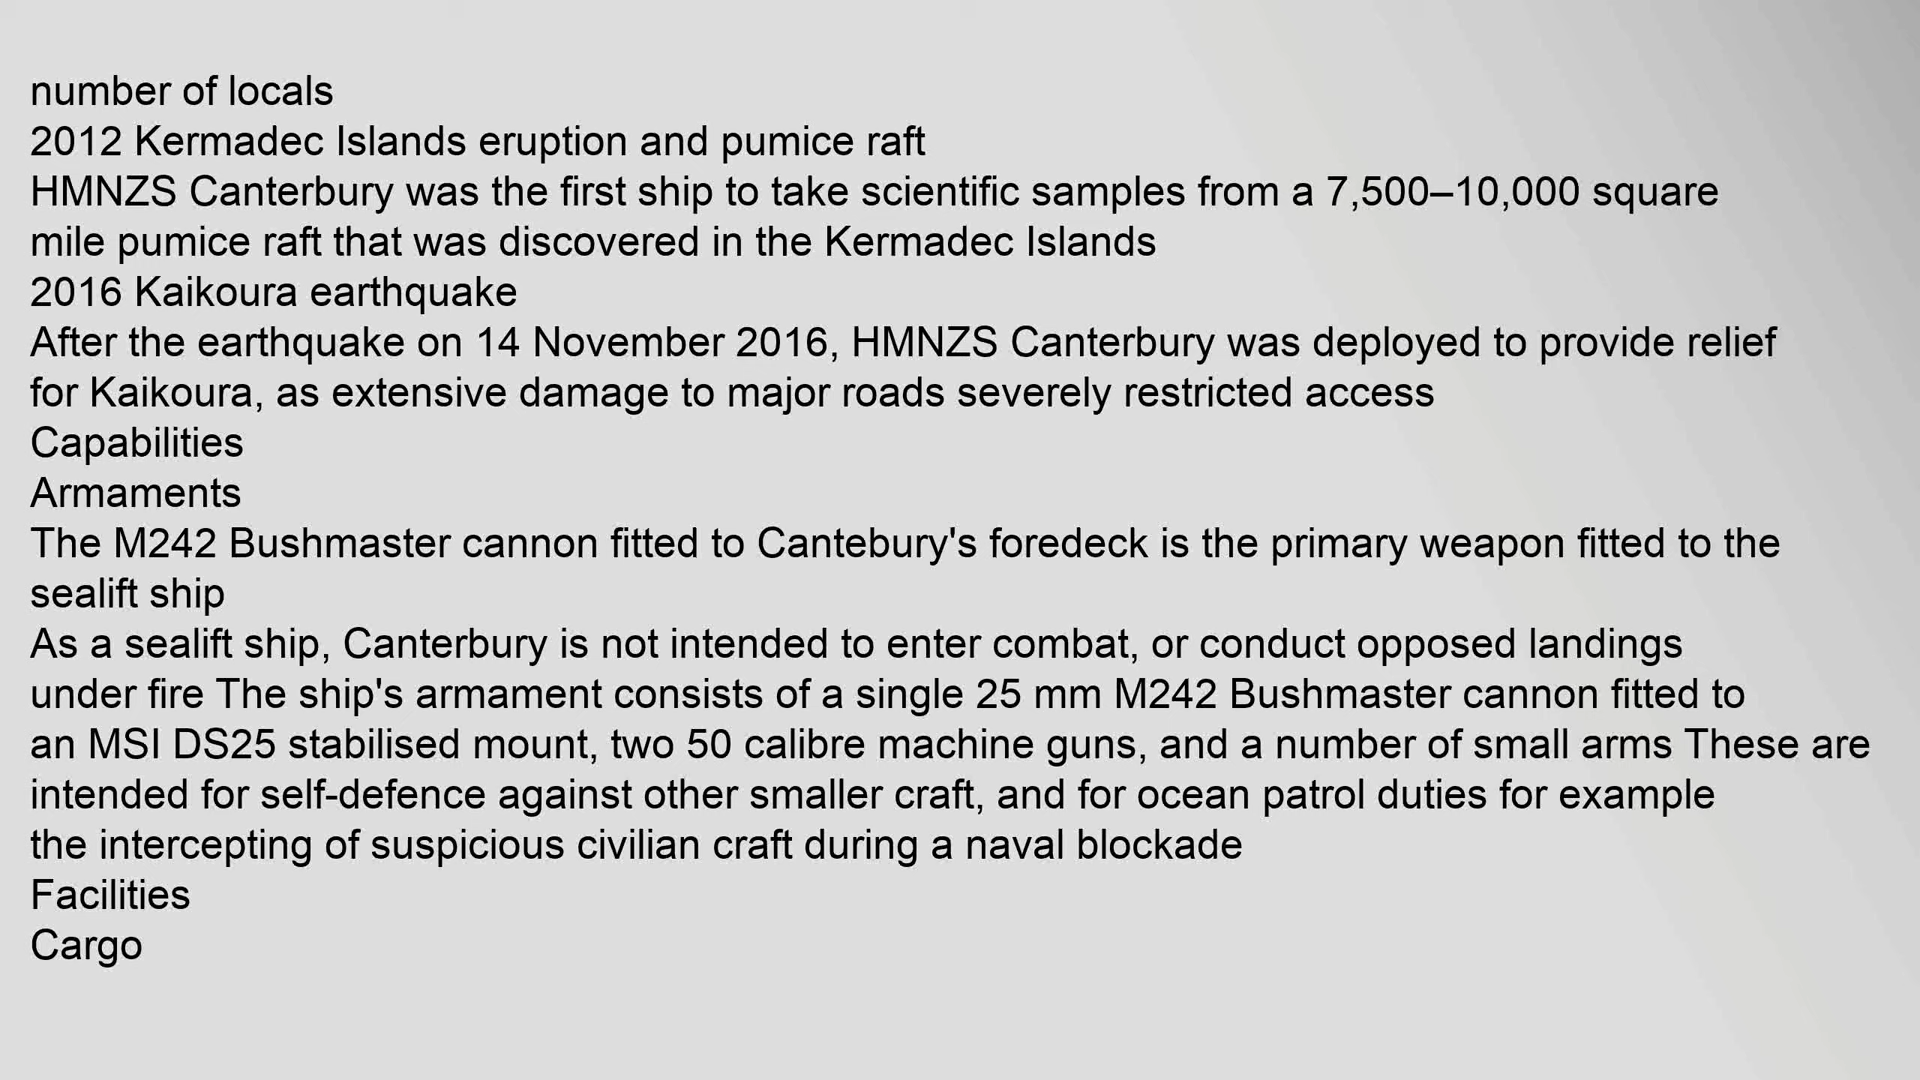 number of locals
2012 Kermadec Islands eruption and pumice raft
HMNZS Canterbury was the first ship to take scientific samples from a 7,500–10,000 square
mile pumice raft that was discovered in the Kermadec Islands
2016 Kaikoura earthquake
After the earthquake on 14 November 2016, HMNZS Canterbury was deployed to provide relief
for Kaikoura, as extensive damage to major roads severely restricted access
Capabilities
Armaments
The M242 Bushmaster cannon fitted to Cantebury's foredeck is the primary weapon fitted to the
sealift ship
As a sealift ship, Canterbury is not intended to enter combat, or conduct opposed landings
under fire The ship's armament consists of a single 25 mm M242 Bushmaster cannon fitted to
an MSI DS25 stabilised mount, two 50 calibre machine guns, and a number of small arms These are
intended for self-defence against other smaller craft, and for ocean patrol duties for example
the intercepting of suspicious civilian craft during a naval blockade
Facilities
Cargo